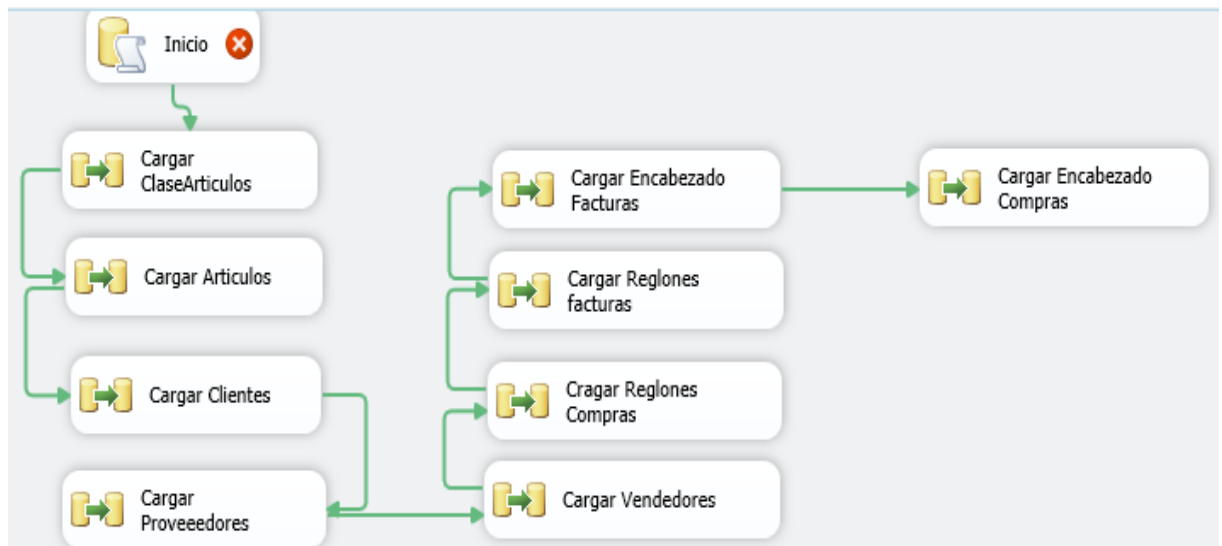 Inicio
Cargar
ClaseArticulos
Cargar Articulos
Cargar Clientes
Cargar
Proveeedores
Cargar Vendedores
Cragar Reglones
Compras
Cargar Reglones
facturas
Cargar Encabezado
Facturas
Cargar Encabezado
Compras